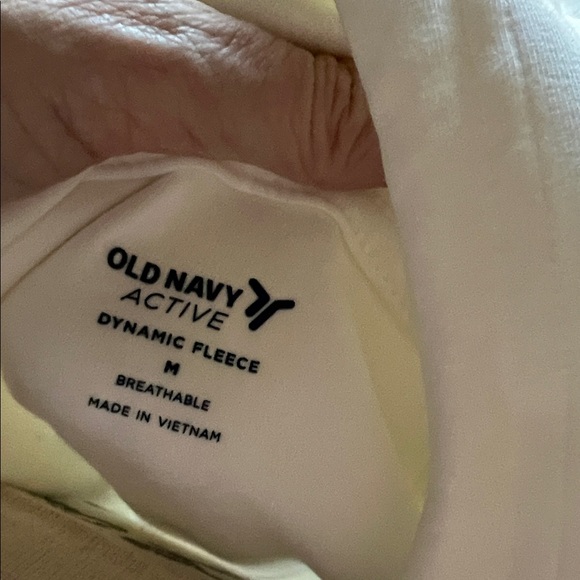 OLD NAVY
ACTIVE
DYNAMIC FLEECE
M
BREATHABLE
MADE IN VIETNAM